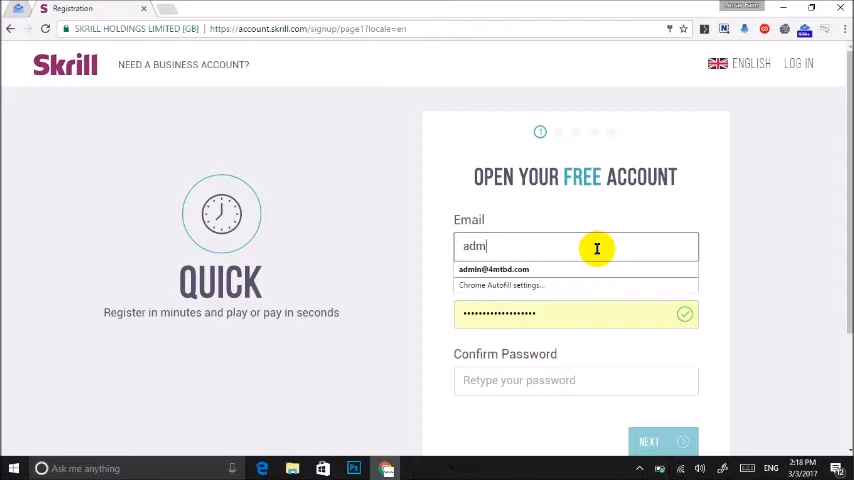 Registration
SKRILL HOLDINGS LIMITED [GB] https://account.skrill.com/signup/page1?locale=en
Skrill NEED A BUSINESS ACCOUNT? ENGLISH LOG IN
1
OPEN YOUR FREE ACCOUNT
Email
adm
admin@4mtbd.com
Chrome Autofill settings...
QUICK
Register in minutes and play or pay in seconds
Confirm Password
Retype your password
NEXT
Ask me anything
ENG
2:18 PM
3/3/2017